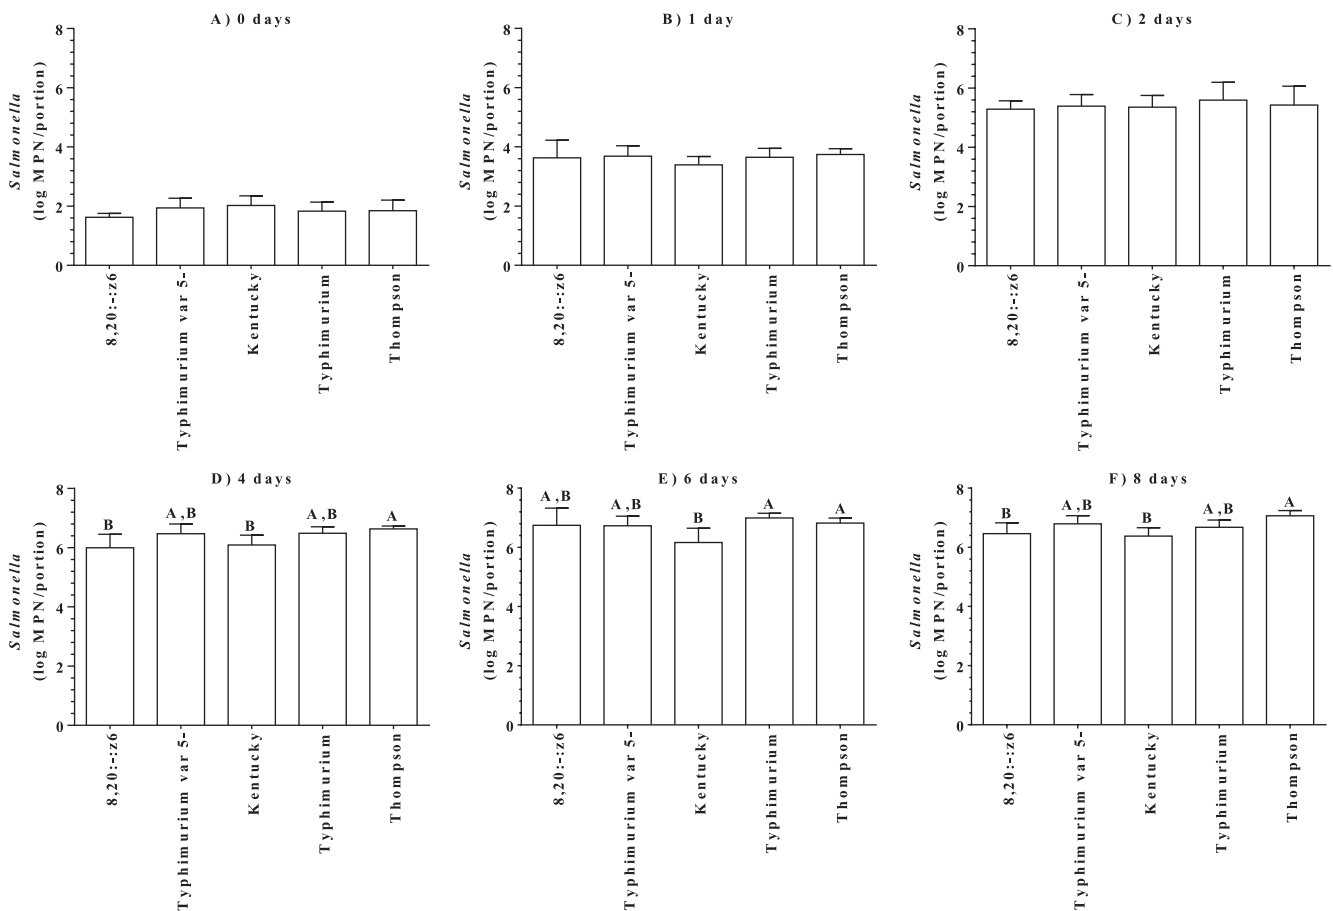 A) 0 days
Salmonella
(log MPN/portion)
8
6
4
2
0
8,20:-:z6
Typhimurium var 5-
Kentucky
Typhimurium
Thompson
B) 1 day
Salmonella
(log MPN/portion)
8
6
4
2
0
8,20:-:z6
Typhimurium var 5-
Kentucky
Typhimurium
Thompson
C) 2 days
Salmonella
(log MPN/portion)
8
6
4
2
0
8,20:-:z6
Typhimurium var 5-
Kentucky
Typhimurium
Thompson
D) 4 days
Salmonella
(log MPN/portion)
8
6
4
2
0
B
A,B
B
A,B
A
8,20:-:z6
Typhimurium var 5-
Kentucky
Typhimurium
Thompson
E) 6 days
Salmonella
(log MPN/portion)
8
6
4
2
0
A,B
A,B
B
A
A
8,20:-:z6
Typhimurium var 5-
Kentucky
Typhimurium
Thompson
F) 8 days
Salmonella
(log MPN/portion)
8
6
4
2
0
B
A,B
B
A,B
A
8,20:-:z6
Typhimurium var 5-
Kentucky
Typhimurium
Thompson